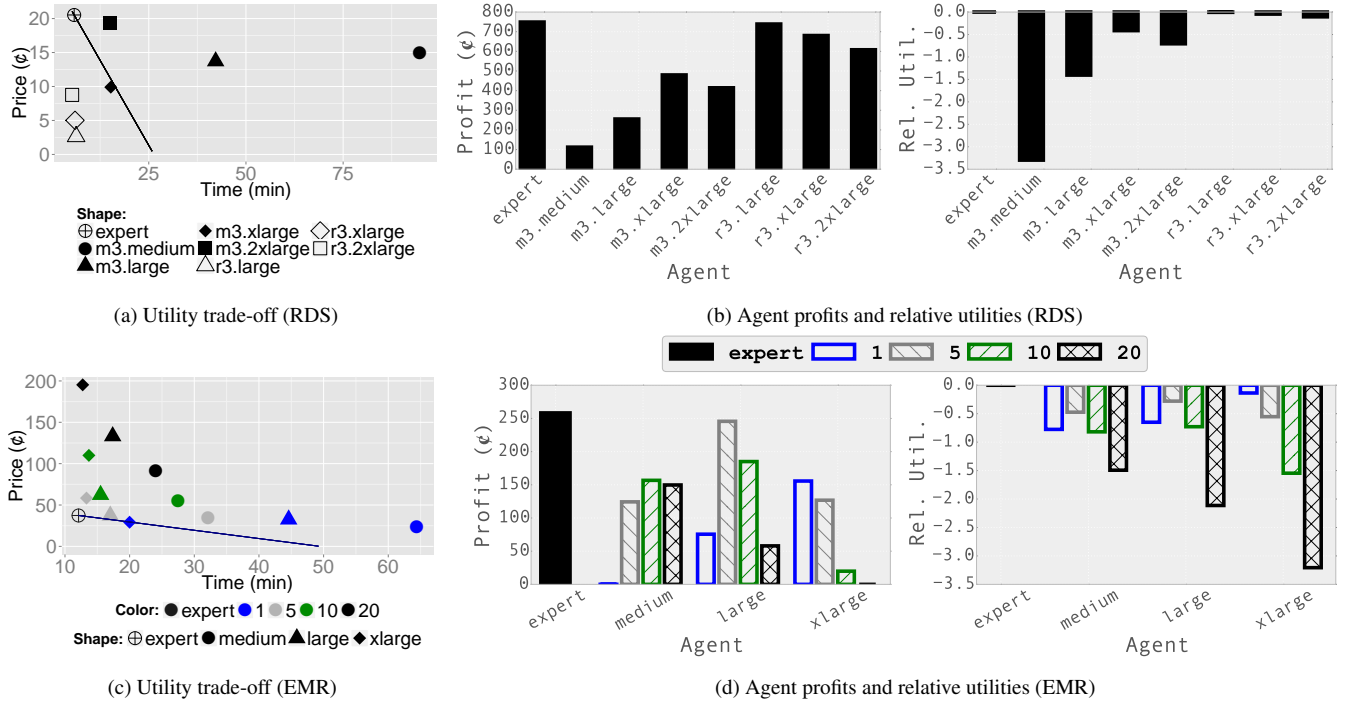 20
15
10
5
0
Price (¢)
25
75
Time (min)
Shape:
expert
m3.xlarge
r3.xlarge
m3.medium
m3.2xlarge
r3.2xlarge
m3.large
r3.large
(a) Utility trade-off (RDS)
800
700
600
500
400
300
200
100
0
Profit (¢)
expert
m3.medium
m3.large
m3.xlarge
m3.2xlarge
r3.large
r3.xlarge
r3.2xlarge
Agent
0.0
−0.5
−1.0
−1.5
−2.0
−2.5
−3.0
−3.5
Rel. Util.
expert
m3.medium
m3.large
m3.xlarge
m3.2xlarge
r3.large
r3.xlarge
r3.2xlarge
Agent
(b) Agent profits and relative utilities (RDS)
expert 1 5 10 20
200
150
100
50
0
Price (¢)
10 20 30 40 50 60
Time (min)
Color: expert 1 5 10 20
Shape: expert medium large xlarge
(c) Utility trade-off (EMR)
300
250
200
150
100
50
0
Profit (¢)
expert
medium
large
xlarge
Agent
0.0
−0.5
−1.0
−1.5
−2.0
−2.5
−3.0
−3.5
Rel. Util.
expert
medium
large
xlarge
Agent
(d) Agent profits and relative utilities (EMR)